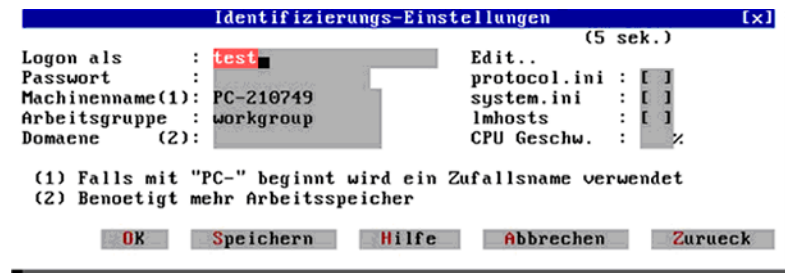 Identifizierungs-Einstellungen [x]
(5 sek.)
Logon als : test Edit..
Passwort : protocol.ini : [ ]
Machinenname(1): PC-210749 system.ini : [ ]
Arbeitsgruppe : workgroup lmhosts : [ ]
Domaene (2): CPU Geschw. : %
(1) Falls mit "PC-" beginnt wird ein Zufallsname verwendet
(2) Benoetigt mehr Arbeitsspeicher
OK Speichern Hilfe Abbrechen Zurueck